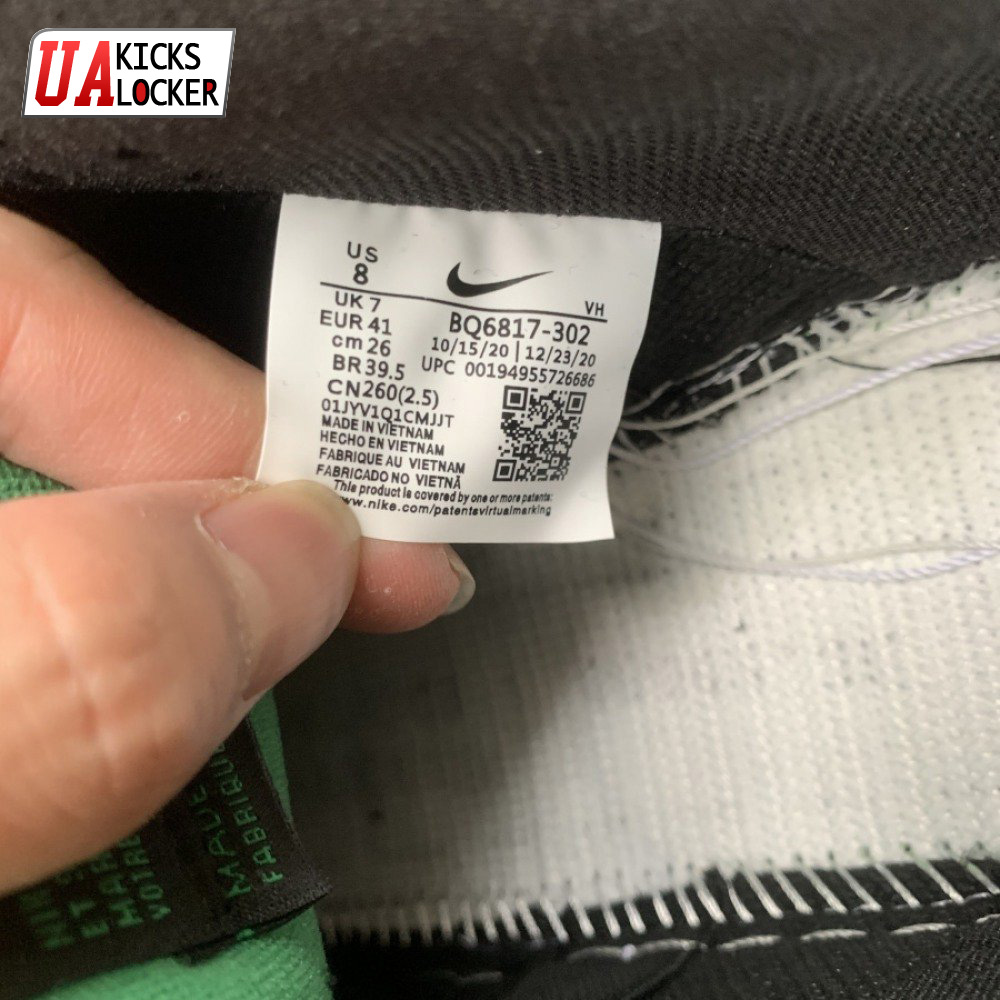 UA KICKS
LOCKER
US
8
VH
UK 7
EUR 41
cm 26
BR 39.5
CN260(2.5)
BQ6817-302
10/15/20 | 12/23/20
UPC 00194955726686
01JYV1Q1CMJJT
MADE IN VIETNAM
HECHO EN VIETNAM
FABRIQUE AU VIETNAM
FABRICADO NO VIETNÃ
This product is covered by one or more patents:
www.nike.com/patentsvirtualmarking
ET